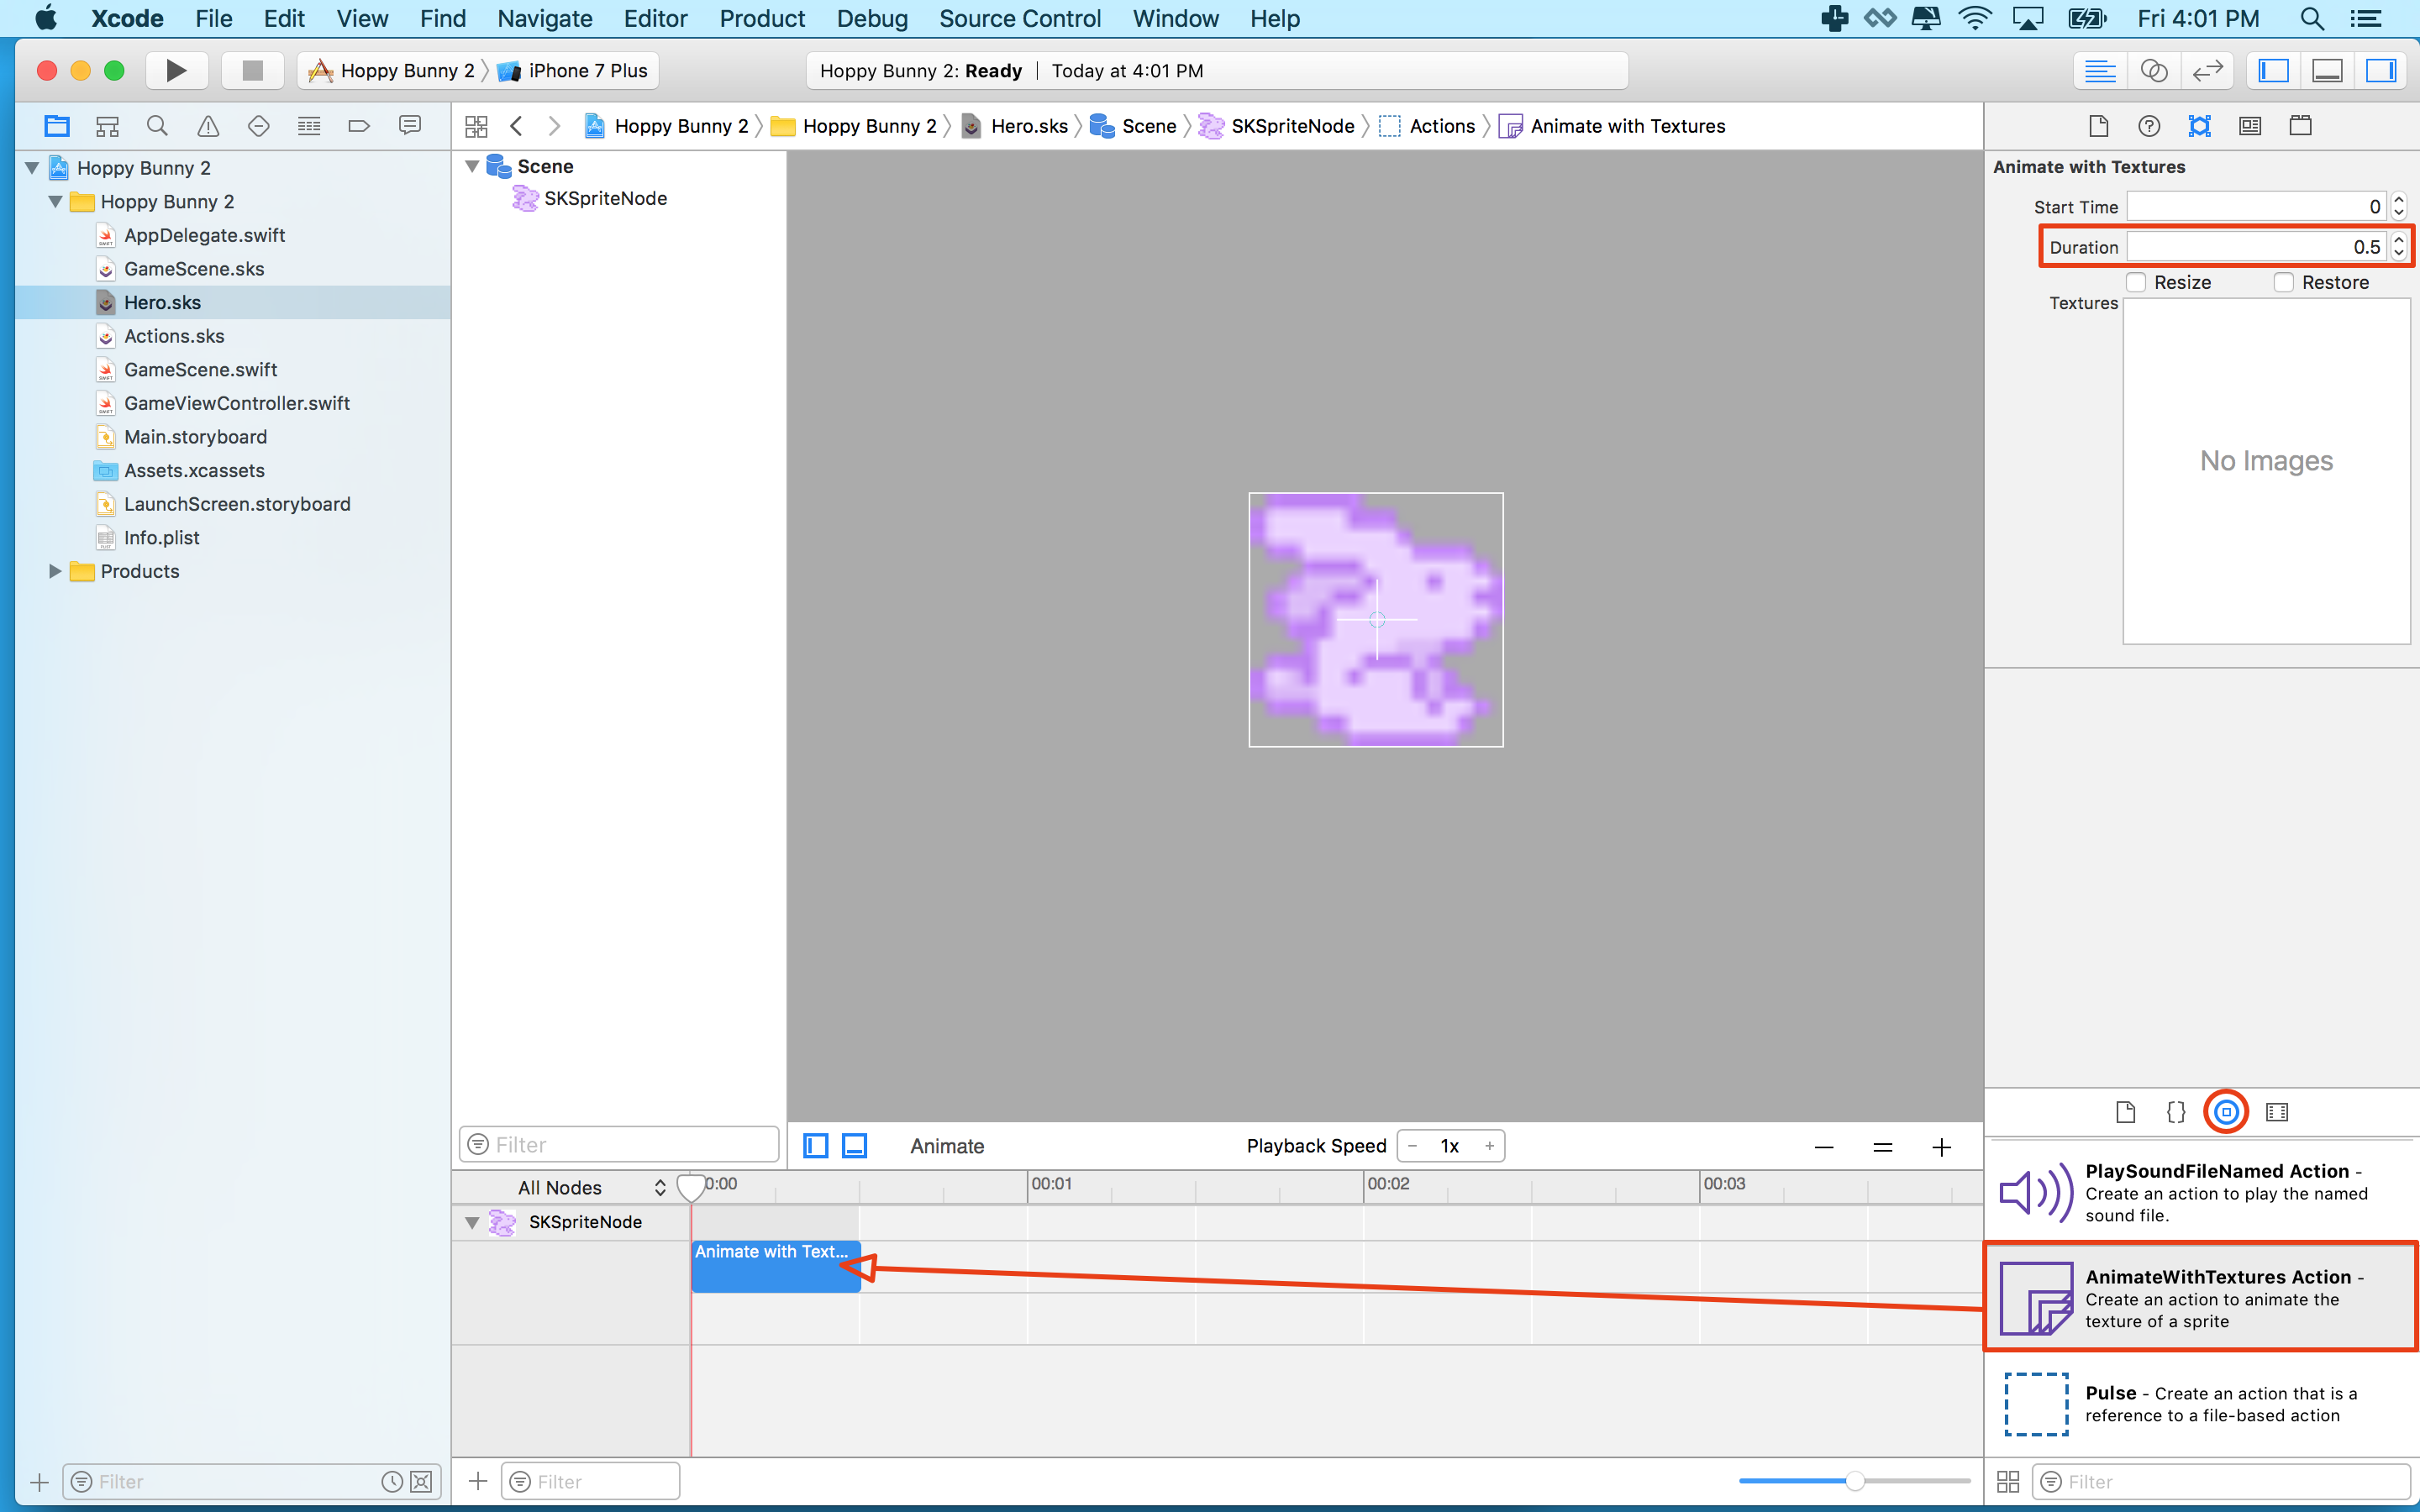 Xcode File Edit View Find Navigate Editor Product Debug Source Control Window Help Fri 4:01 PM
Hoppy Bunny 2 iPhone 7 Plus
Hoppy Bunny 2: Ready | Today at 4:01 PM
Hoppy Bunny 2 Hoppy Bunny 2 Hero.sks Scene SKSpriteNode Actions Animate with Textures
Hoppy Bunny 2
Hoppy Bunny 2
AppDelegate.swift
GameScene.sks
Hero.sks
Actions.sks
GameScene.swift
GameViewController.swift
Main.storyboard
Assets.xcassets
LaunchScreen.storyboard
Info.plist
Products
Filter
Scene
SKSpriteNode
Filter
Animate
Playback Speed - 1x +
All Nodes
0:00 00:01 00:02 00:03
SKSpriteNode
Animate with Text...
Filter
Animate with Textures
Start Time 0
Duration 0.5
Resize Restore
Textures
No Images
{}
PlaySoundFileNamed Action -
Create an action to play the named
sound file.
AnimateWithTextures Action -
Create an action to animate the
texture of a sprite
Pulse - Create an action that is a
reference to a file-based action
Filter